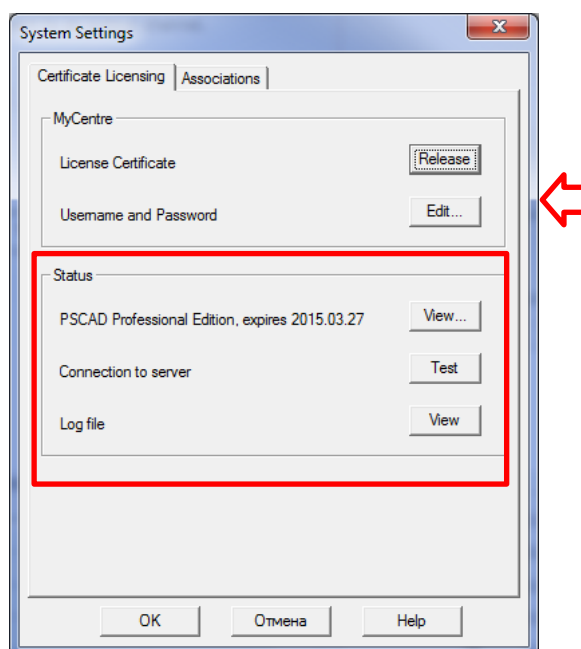 System Settings
Certificate Licensing Associations
MyCentre
License Certificate Release
Username and Password Edit...
Status
PSCAD Professional Edition, expires 2015.03.27 View...
Connection to server Test
Log file View
OK Отмена Help